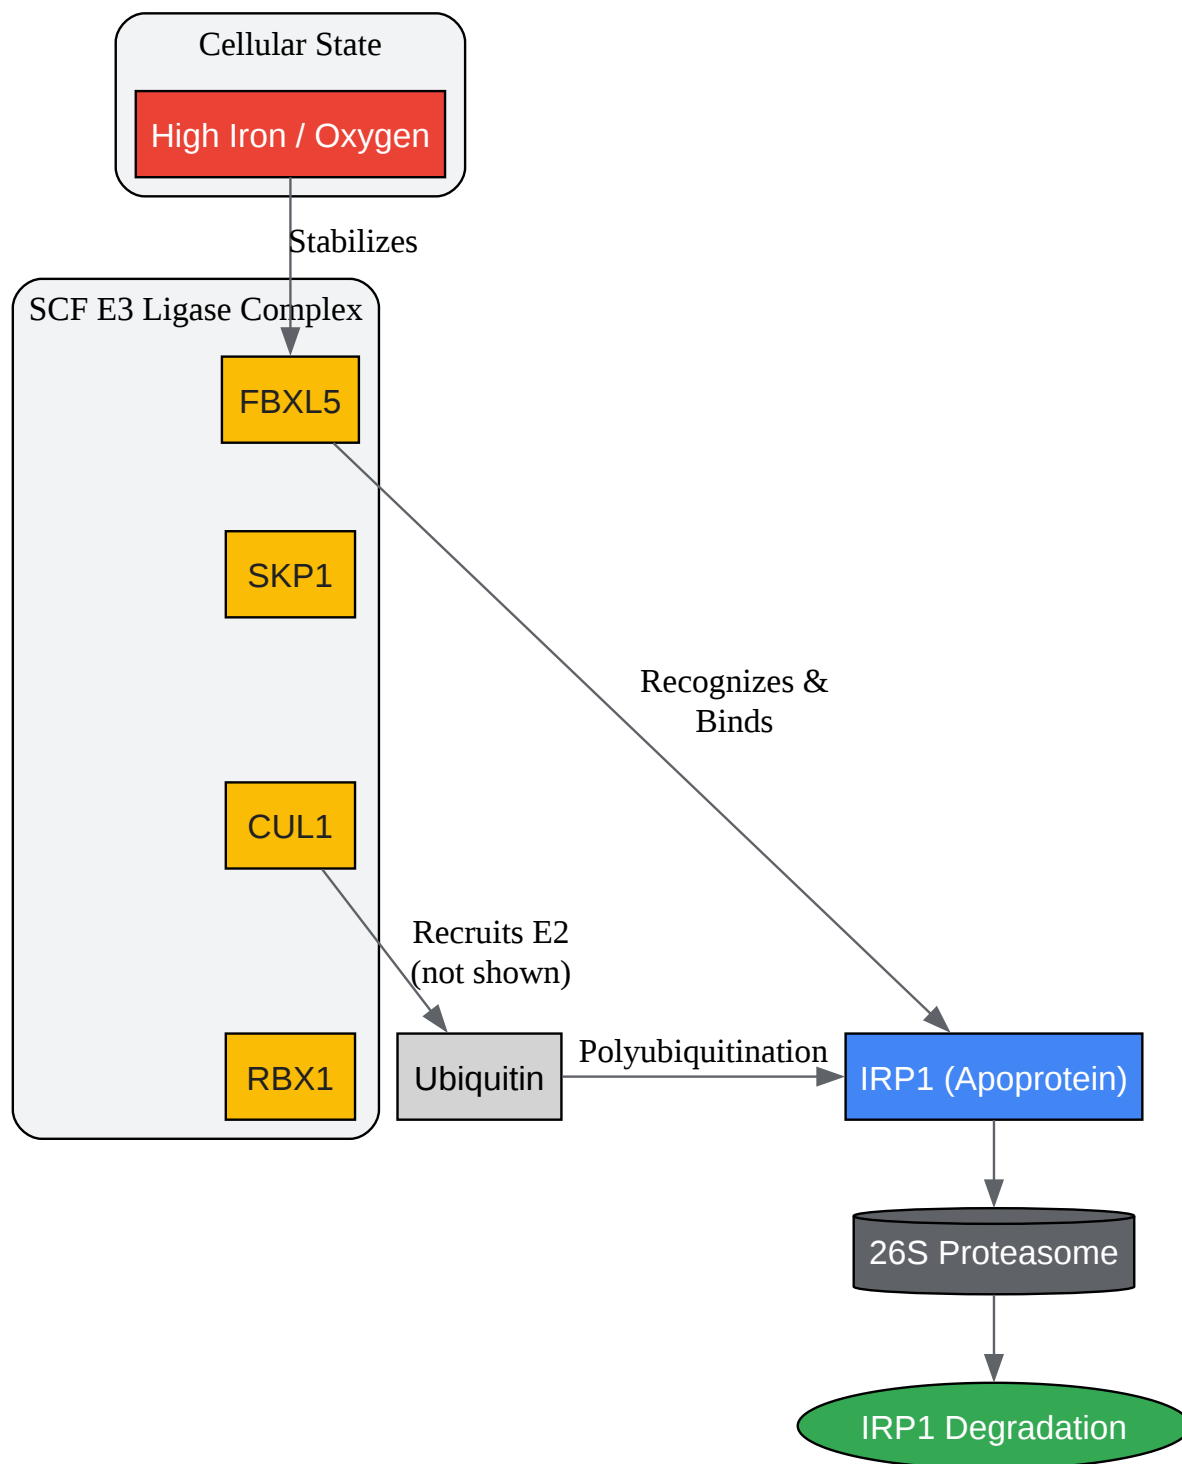 Cellular State
High Iron / Oxygen
Stabilizes
SCF E3 Ligase Complex
FBXL5
SKP1
Recognizes &
Binds
CUL1
Recruits E2
(not shown)
RBX1
Ubiquitin
Polyubiquitination
IRP1 (Apoprotein)
26S Proteasome
IRP1 Degradation